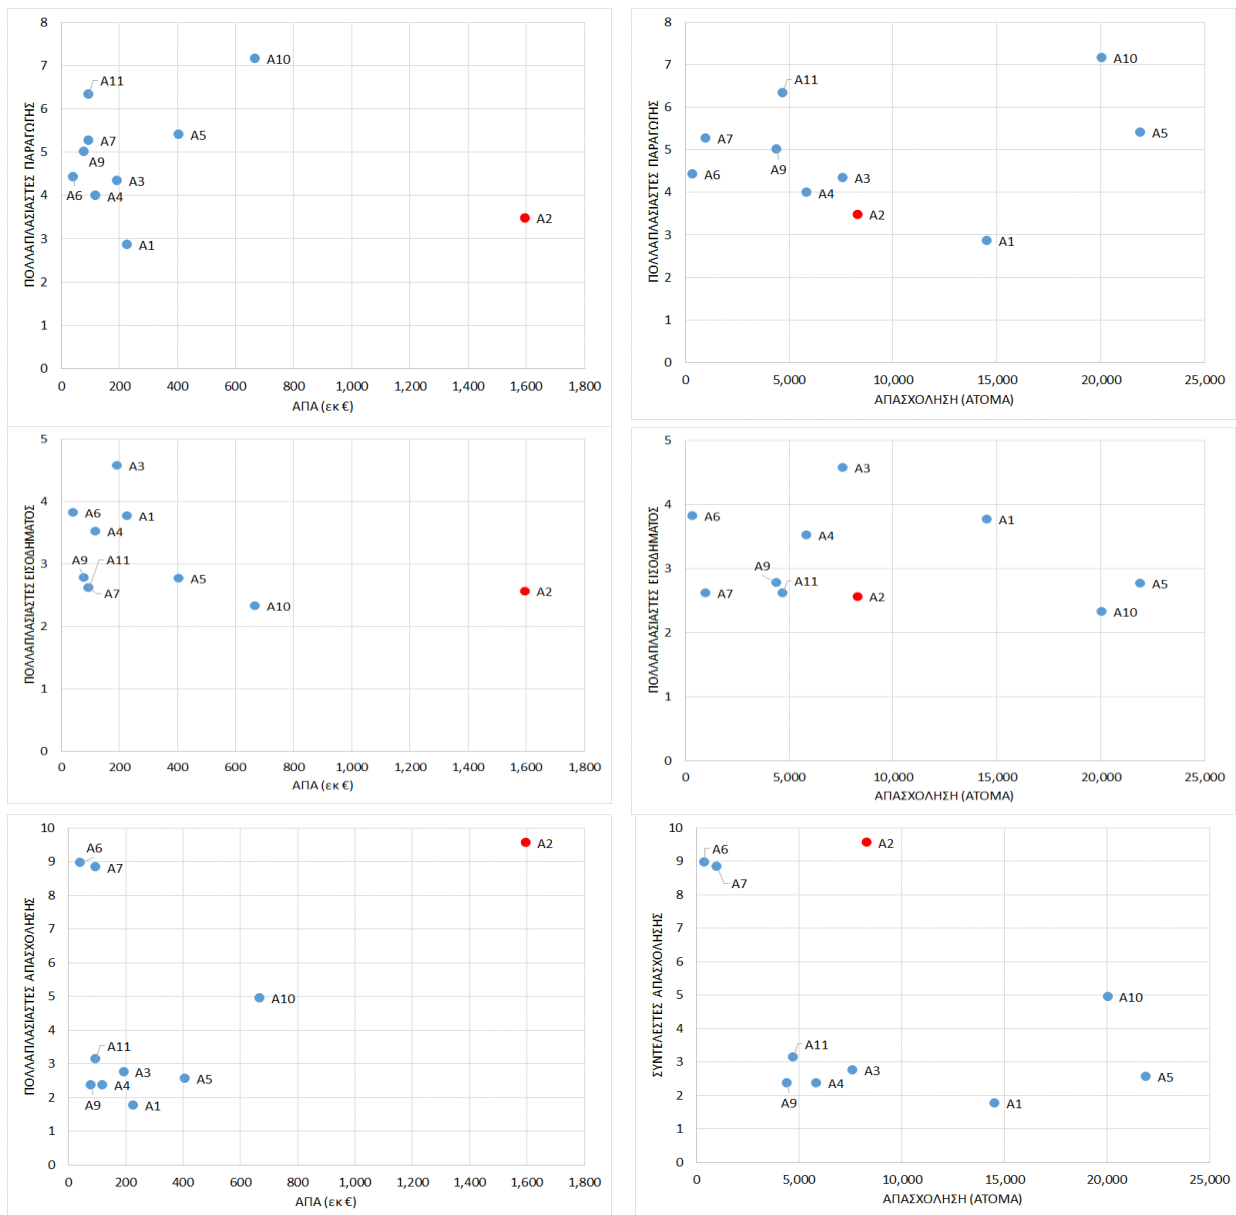 ΠΟΛΛΑΠΛΑΣΙΑΣΤΕΣ ΠΑΡΑΓΩΓΗΣ
8
7
6
5
4
3
2
1
0
A10
A11
A7
A5
A9
A3
A6
A4
A2
A1
0
200
400
600
800
1,000
1,200
1,400
1,600
1,800
ΑΠΑ (εκ €)
ΠΟΛΛΑΠΛΑΣΙΑΣΤΕΣ ΠΑΡΑΓΩΓΗΣ
8
7
6
5
4
3
2
1
0
A10
A11
A7
A5
A9
A6
A3
A4
A2
A1
0
5,000
10,000
15,000
20,000
25,000
ΑΠΑΣΧΟΛΗΣΗ (ΑΤΟΜΑ)
ΠΟΛΛΑΠΛΑΣΙΑΣΤΕΣ ΕΙΣΟΔΗΜΑΤΟΣ
5
4
3
2
1
0
A3
A6
A1
A4
A9
A11
A5
A7
A2
A10
0
200
400
600
800
1,000
1,200
1,400
1,600
1,800
ΑΠΑ (εκ €)
ΠΟΛΛΑΠΛΑΣΙΑΣΤΕΣ ΕΙΣΟΔΗΜΑΤΟΣ
5
4
3
2
1
0
A3
A6
A1
A4
A9
A11
A5
A7
A2
A10
0
5,000
10,000
15,000
20,000
25,000
ΑΠΑΣΧΟΛΗΣΗ (ΑΤΟΜΑ)
ΠΟΛΛΑΠΛΑΣΙΑΣΤΕΣ ΑΠΑΣΧΟΛΗΣΗΣ
10
9
8
7
6
5
4
3
2
1
0
A6
A2
A7
A10
A11
A3
A5
A4
A9
A1
0
200
400
600
800
1,000
1,200
1,400
1,600
1,800
ΑΠΑ (εκ €)
ΣΥΝΤΕΛΕΣΤΕΣ ΑΠΑΣΧΟΛΗΣΗΣ
10
9
8
7
6
5
4
3
2
1
0
A6
A2
A7
A10
A11
A3
A5
A4
A9
A1
0
5,000
10,000
15,000
20,000
25,000
ΑΠΑΣΧΟΛΗΣΗ (ΑΤΟΜΑ)